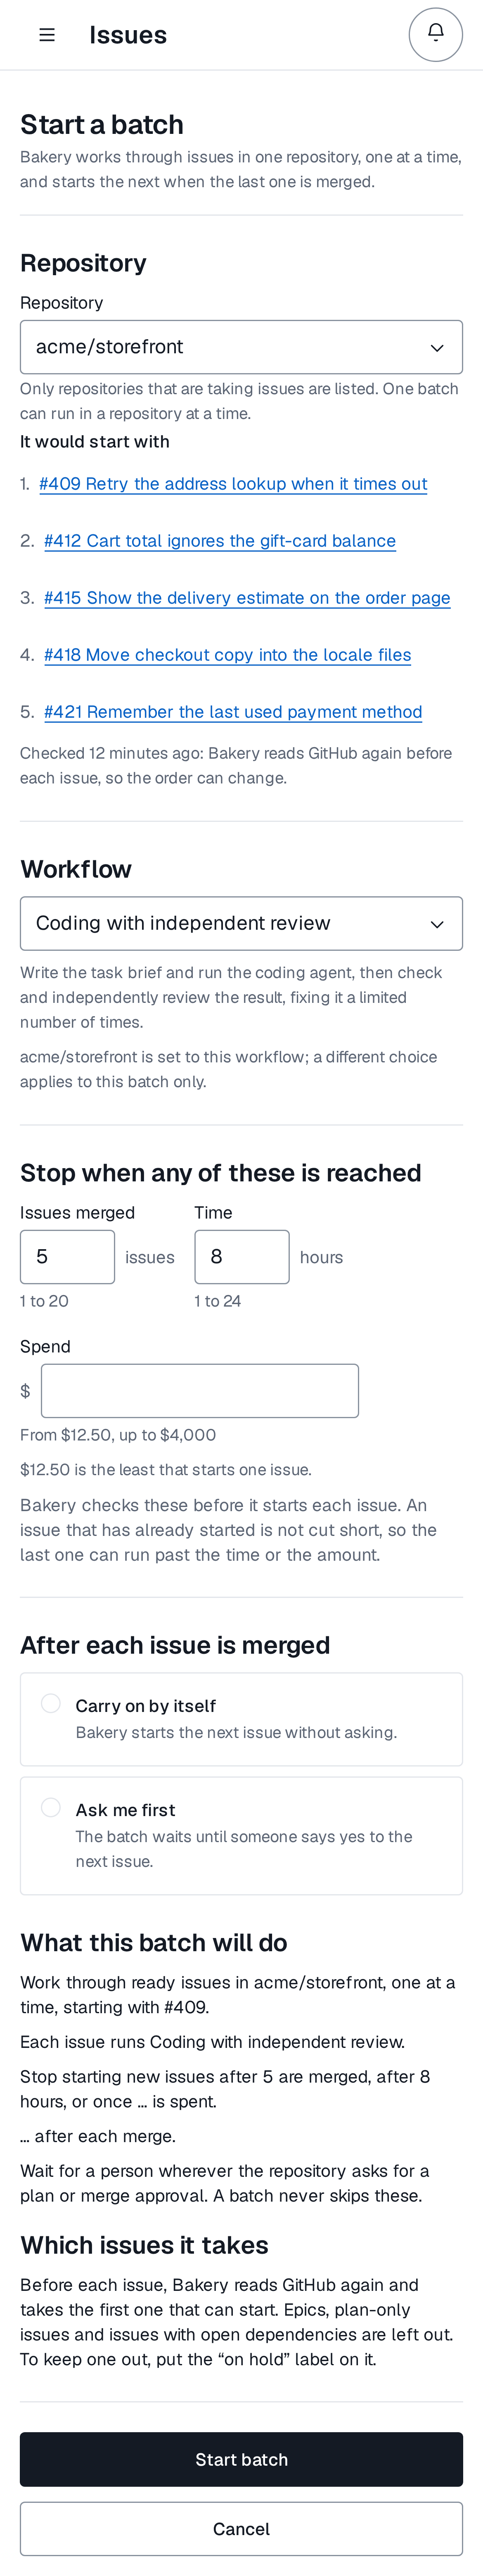 Issues
Start a batch
Bakery works through issues in one repository, one at a time,
and starts the next when the last one is merged.
Repository
Repository
acme/storefront
Only repositories that are taking issues are listed. One batch
can run in a repository at a time.
It would start with
1. #409 Retry the address lookup when it times out
2. #412 Cart total ignores the gift-card balance
3. #415 Show the delivery estimate on the order page
4. #418 Move checkout copy into the locale files
5. #421 Remember the last used payment method
Checked 12 minutes ago: Bakery reads GitHub again before
each issue, so the order can change.
Workflow
Coding with independent review
Write the task brief and run the coding agent, then check
and independently review the result, fixing it a limited
number of times.
acme/storefront is set to this workflow; a different choice
applies to this batch only.
Stop when any of these is reached
Issues merged Time
5 issues 8 hours
1 to 20 1 to 24
Spend
$
From $12.50, up to $4,000
$12.50 is the least that starts one issue.
Bakery checks these before it starts each issue. An
issue that has already started is not cut short, so the
last one can run past the time or the amount.
After each issue is merged
Carry on by itself
Bakery starts the next issue without asking.
Ask me first
The batch waits until someone says yes to the
next issue.
What this batch will do
Work through ready issues in acme/storefront, one at a
time, starting with #409.
Each issue runs Coding with independent review.
Stop starting new issues after 5 are merged, after 8
hours, or once … is spent.
… after each merge.
Wait for a person wherever the repository asks for a
plan or merge approval. A batch never skips these.
Which issues it takes
Before each issue, Bakery reads GitHub again and
takes the first one that can start. Epics, plan-only
issues and issues with open dependencies are left out.
To keep one out, put the “on hold” label on it.
Start batch
Cancel